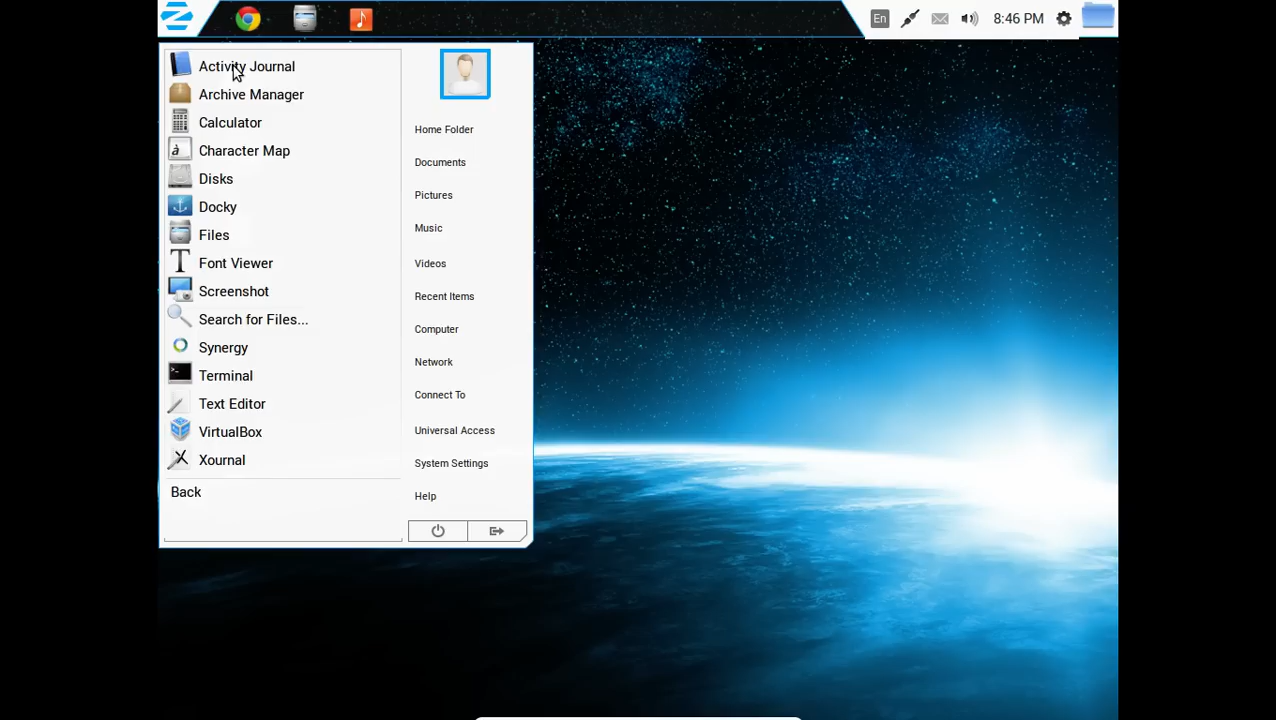 En
8:46 PM
Activity Journal
Archive Manager
Calculator
à
Character Map
Disks
Docky
Files
T
Font Viewer
Screenshot
Search for Files...
Synergy
>_
Terminal
Text Editor
VirtualBox
Xournal
Back
Home Folder
Documents
Pictures
Music
Videos
Recent Items
Computer
Network
Connect To
Universal Access
System Settings
Help